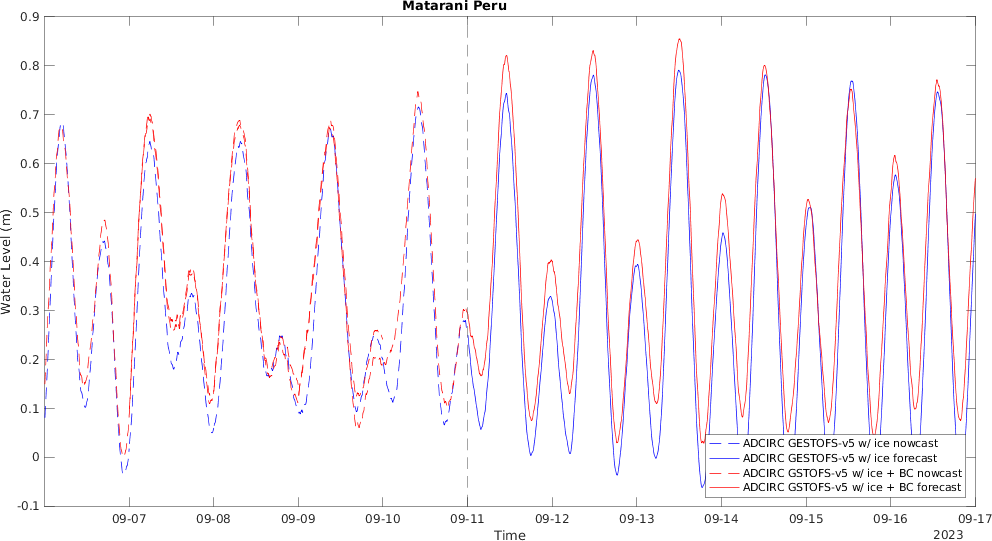 Matarani Peru
0.9
0.8
0.7
0.6
0.5
0.4
0.3
0.2
0.1
0
-0.1
Water Level (m)
ADCIRC GESTOFS-v5 w/ ice nowcast
ADCIRC GESTOFS-v5 w/ ice forecast
ADCIRC GSTOFS-v5 w/ ice + BC nowcast
ADCIRC GSTOFS-v5 w/ ice + BC forecast
09-07 09-08 09-09 09-10 09-11 09-12 09-13 09-14 09-15 09-16 09-17
Time
2023